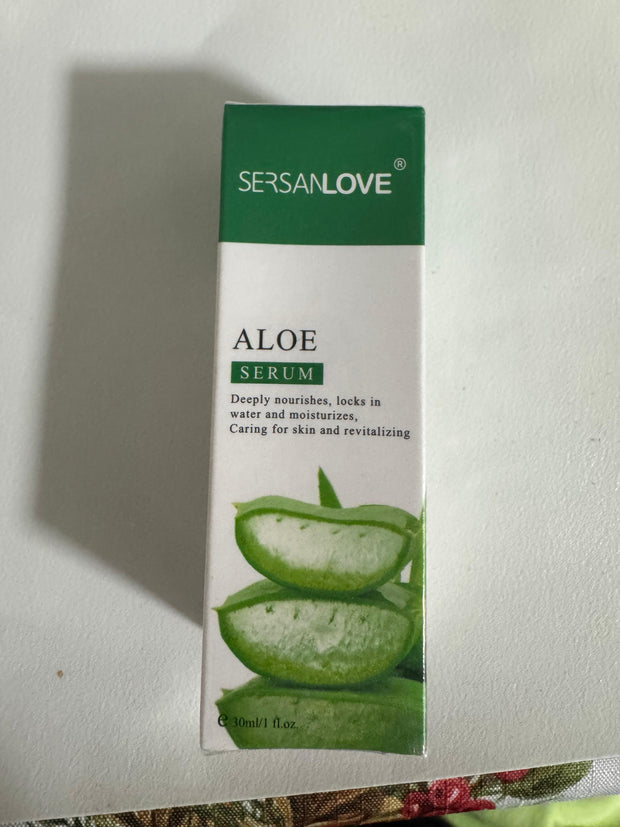 SERSANLOVE®
ALOE
SERUM
Deeply nourishes, locks in
water and moisturizes,
Caring for skin and revitalizing
℮ 30ml/1 fl.oz.